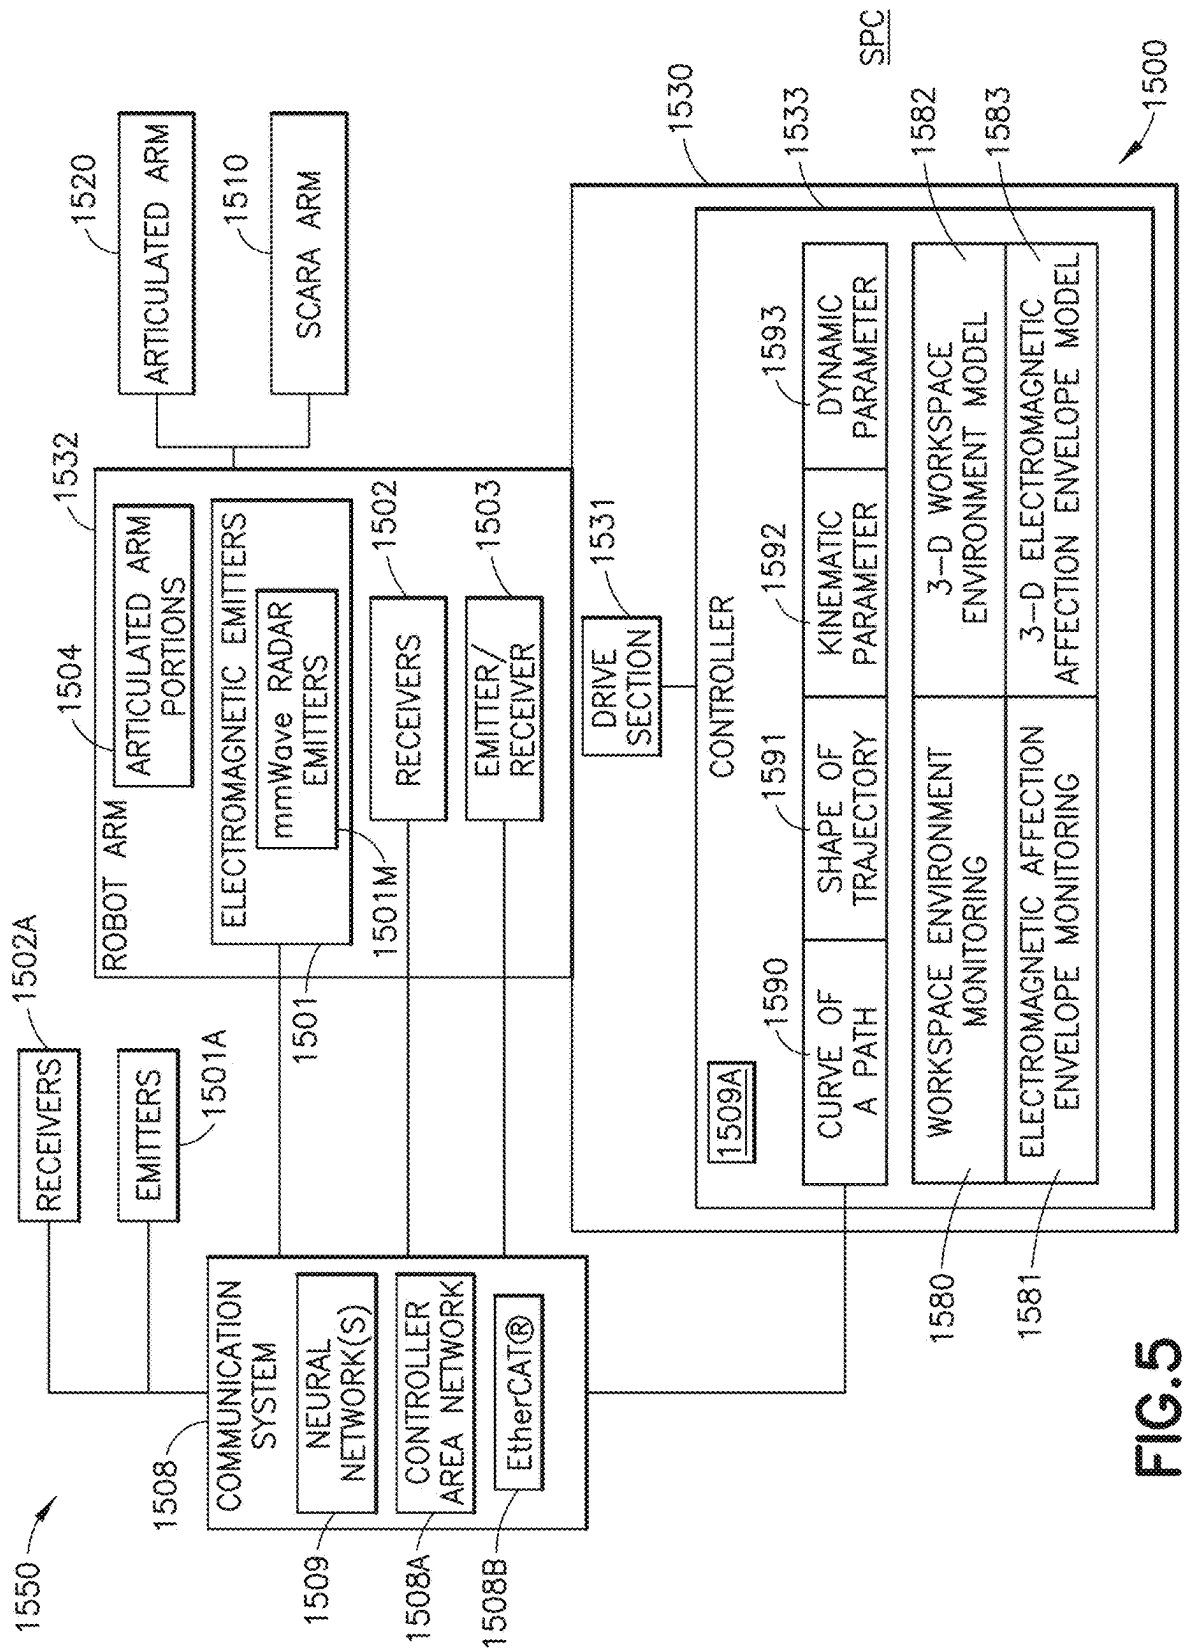 1550
RECEIVERS
1502A
EMITTERS
1501A
1508
COMMUNICATION
SYSTEM
NEURAL
NETWORK(S)
1509
CONTROLLER
AREA NETWORK
1508A
EtherCAT®
1508B
ROBOT ARM
1532
ARTICULATED ARM
PORTIONS
1504
ELECTROMAGNETIC EMITTERS
1501
mmWave RADAR
EMITTERS
1501M
RECEIVERS
1502
EMITTER/
RECEIVER
1503
ARTICULATED ARM
1520
SCARA ARM
1510
DRIVE
SECTION
1531
1530
CONTROLLER
1533
1509A
CURVE OF
A PATH
1590
SHAPE OF
TRAJECTORY
1591
KINEMATIC
PARAMETER
1592
DYNAMIC
PARAMETER
1593
WORKSPACE ENVIRONMENT
MONITORING
1580
3-D WORKSPACE
ENVIRONMENT MODEL
1582
ELECTROMAGNETIC AFFECTION
ENVELOPE MONITORING
1581
3-D ELECTROMAGNETIC
AFFECTION ENVELOPE MODEL
1583
SPC
1500
FIG.5